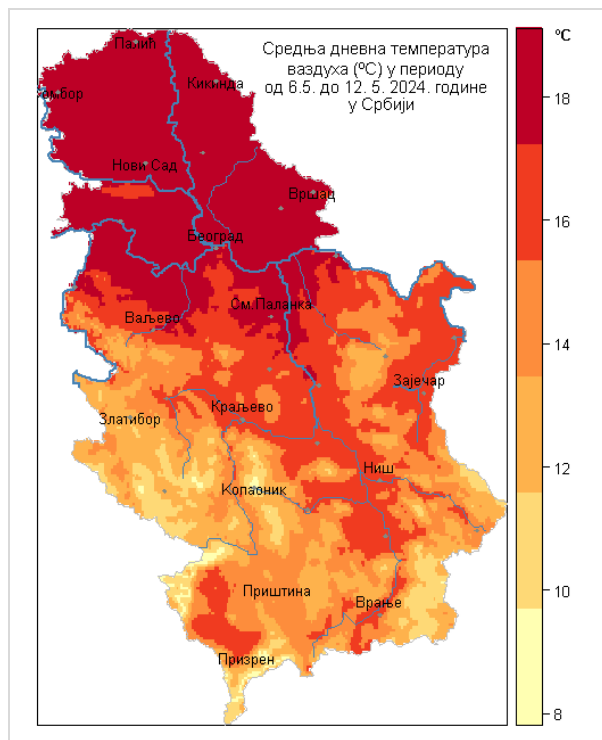 Средња дневна температура
ваздуха (ºC) у периоду
од 6.5. до 12. 5. 2024. године
у Србији
ºC
18
16
14
12
10
8
Палић
омбор
Кикинда
Нови Сад
Вршац
Београд
Ваљево
См.Паланка
Зајечар
Златибор
Краљево
Ниш
Копаоник
Приштина
Врање
Призрен